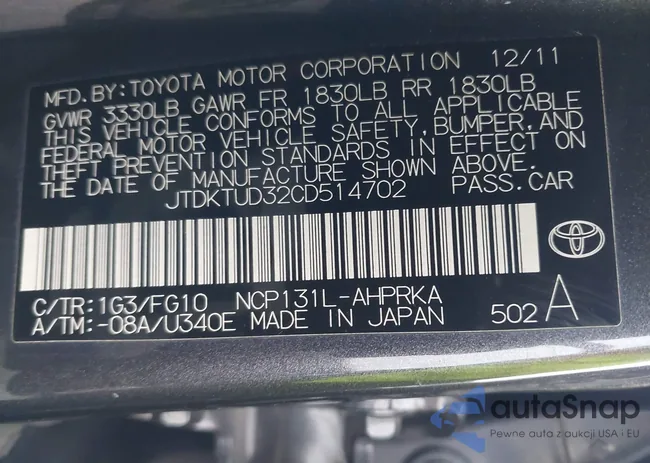 MFD. BY: TOYOTA MOTOR CORPORATION 12/11
GVWR 3330LB GAWR FR 1830LB RR 1830LB
THIS VEHICLE CONFORMS TO ALL APPLICABLE
FEDERAL MOTOR VEHICLE SAFETY, BUMPER, AND
THEFT PREVENTION STANDARDS IN EFFECT ON
THE DATE OF MANUFACTURE SHOWN ABOVE.
JTDKTUD32CD514702 PASS.CAR
C/TR:1G3/FG10 NCP131L-AHPRKA
A/TM:-08A/U340E MADE IN JAPAN 502 A
autaSnap
Pewne auta z aukcji USA i EU